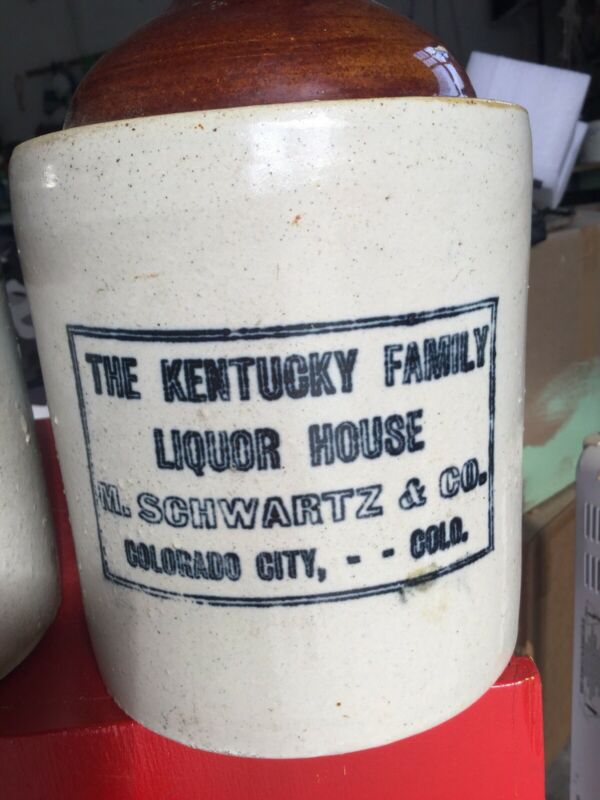 THE KENTUCKY FAMILY
LIQUOR HOUSE
M. SCHWARTZ & CO.
COLORADO CITY, - - COLO.